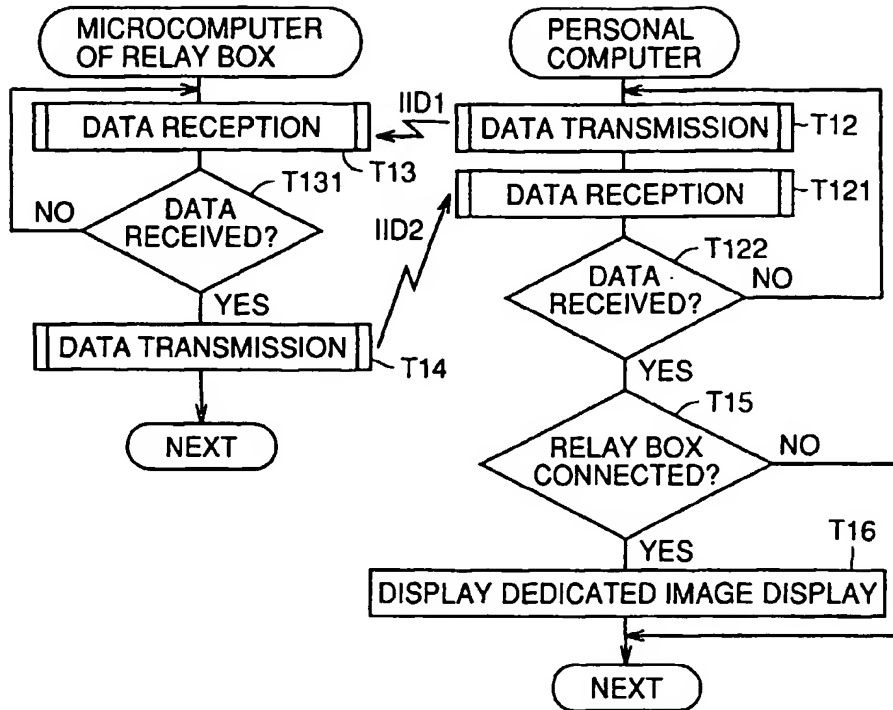 MICROCOMPUTER
OF RELAY BOX
DATA RECEPTION
T13
T131
DATA
RECEIVED?
NO
YES
DATA TRANSMISSION
T14
NEXT
IID1
IID2
PERSONAL
COMPUTER
DATA TRANSMISSION
T12
DATA RECEPTION
T121
T122
DATA
RECEIVED?
NO
YES
T15
RELAY BOX
CONNECTED?
NO
YES
T16
DISPLAY DEDICATED IMAGE DISPLAY
NEXT